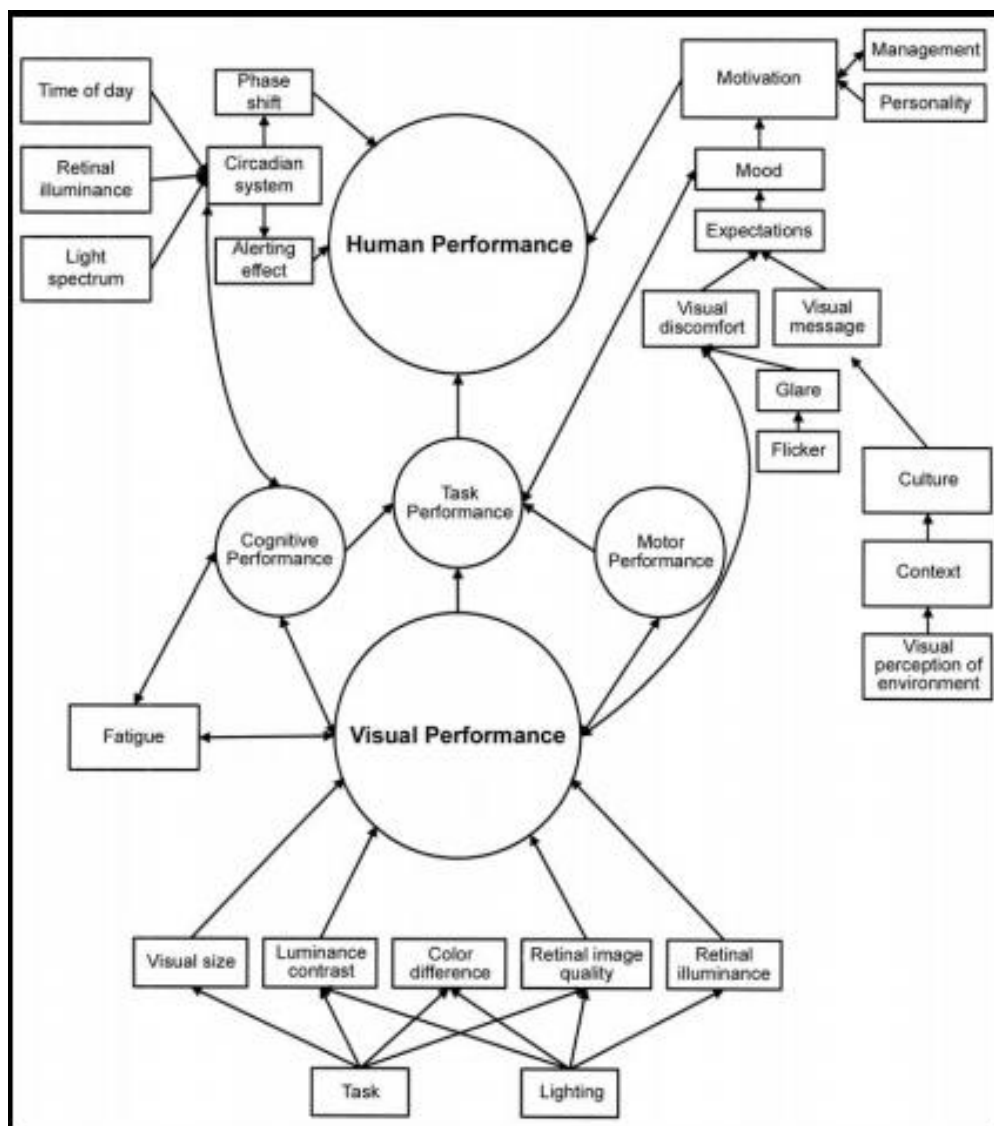 Time of day
Phase
shift
Motivation
Management
Personality
Retinal
illuminance
Circadian
system
Mood
Human Performance
Expectations
Light
spectrum
Alerting
effect
Visual
discomfort
Visual
message
Glare
Flicker
Culture
Task
Performance
Cognitive
Performance
Motor
Performance
Context
Visual
perception of
environment
Fatigue
Visual Performance
Visual size
Luminance
contrast
Color
difference
Retinal image
quality
Retinal
illuminance
Task
Lighting